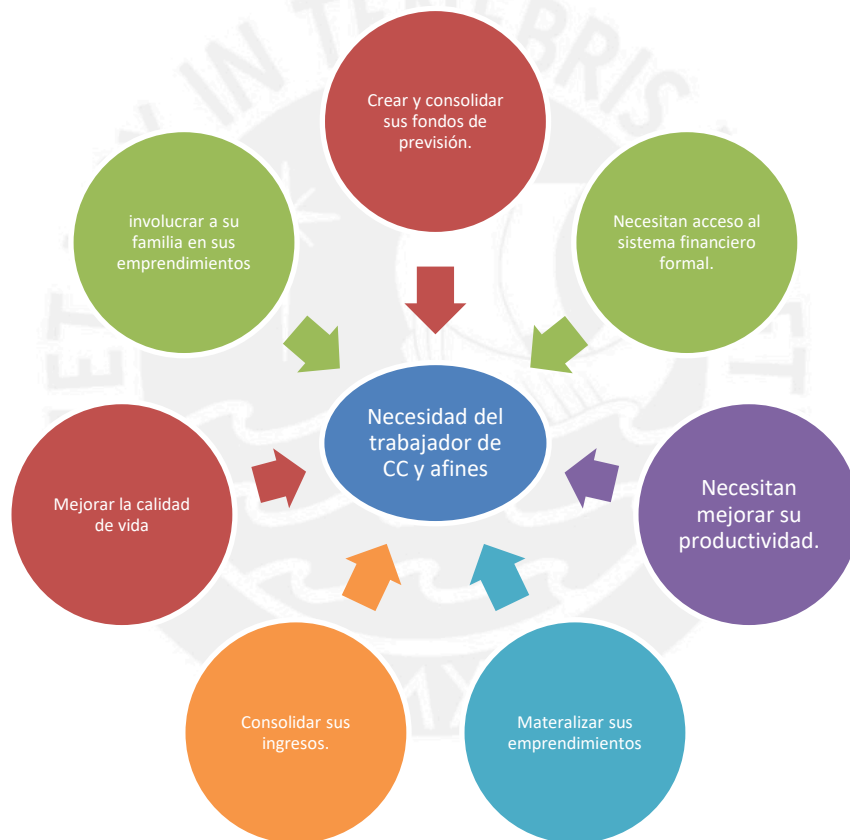 Crear y consolidar
sus fondos de
previsión.
Necesitan acceso al
sistema financiero
formal.
Necesitan
mejorar su
productividad.
Materalizar sus
emprendimientos
Consolidar sus
ingresos.
Mejorar la calidad
de vida
involucrar a su
familia en sus
emprendimientos
Necesidad del
trabajador de
CC y afines